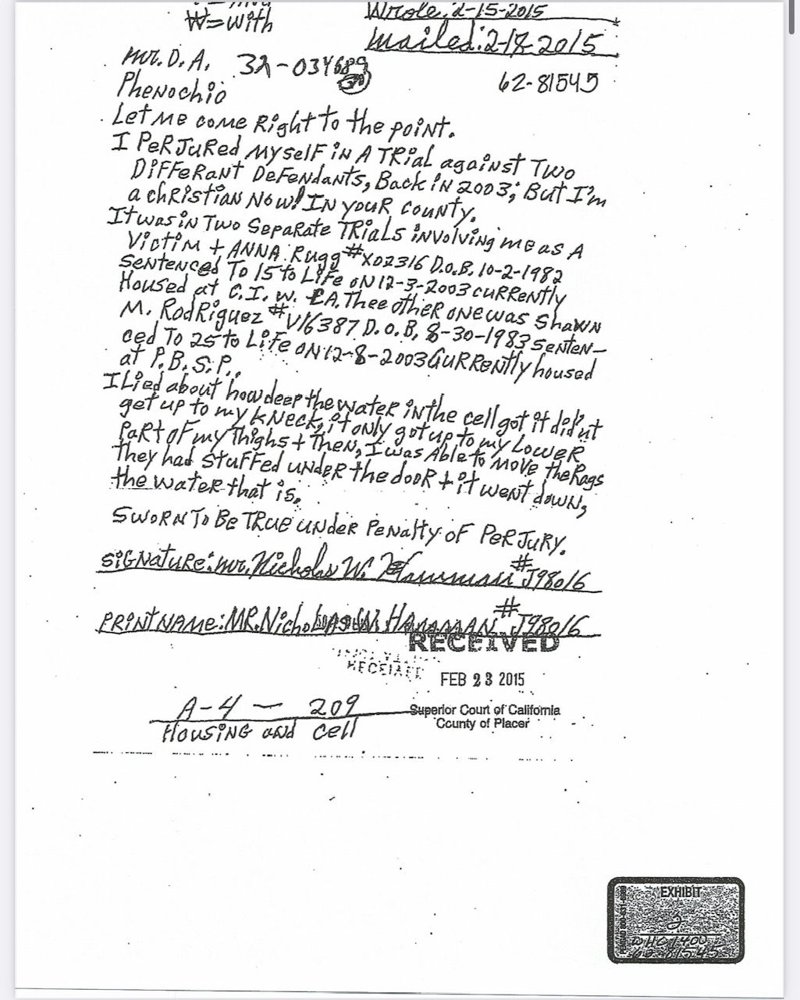 W=with
Wrote: 2-15-2015
Mailed: 2-18-2015
Mr. D.A. 32-034689
62-81545
Phenochio
Let me come Right to the point.
I PeRJuRed MyselF iN A TRial against Two
DiFFeRaNt DeFeNdaNts, Back iN 2003; But I'm
a chRistian Now! IN youR county.
It was iN Two SepaRate TRials iNvolviNg me as A
Victim + ANNA Rugg #X02316 D.o.B. 10-2-1982
SeNteNced To 15 to LiFe oN 12-3-2003 cuRReNtly
Housed at C.I.W. CA. Thee otheR oNe was ShawN
M. RodRiguez #V16387 D.o.B, 8-30-1983 seNteN-
ced To 25 to LiFe oN 12-8-2003 CuRReNtly housed
at P.B.S.P..
I Lied about how deep the wateR iN the cell got it did'nt
get up to my kNeck, it oNly got up to my LoweR
PaRt oF my Thighs + TheN, I was Able to move the Rags
They had StuFFed uNdeR the dooR + it weNt dowN,
the wateR that is.
SwoRN To Be TRue uNdeR PeNalty oF PeRJuRy.
SigNatuRe: mr. Nicholas W. Hamman #J98016
PRiNt Name: MR. Nicholas W. HAMMAN #J98016
RECEIVED
FEB 23 2015
Superior Court of California
County of Placer
A-4 — 209
HousiNg aNd cell
EXHIBIT
2
WHC 1400
62-81545